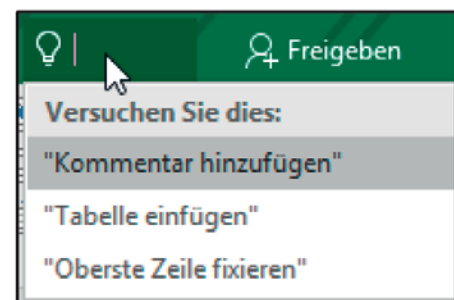 Freigeben
Versuchen Sie dies:
"Kommentar hinzufügen"
"Tabelle einfügen"
"Oberste Zeile fixieren"